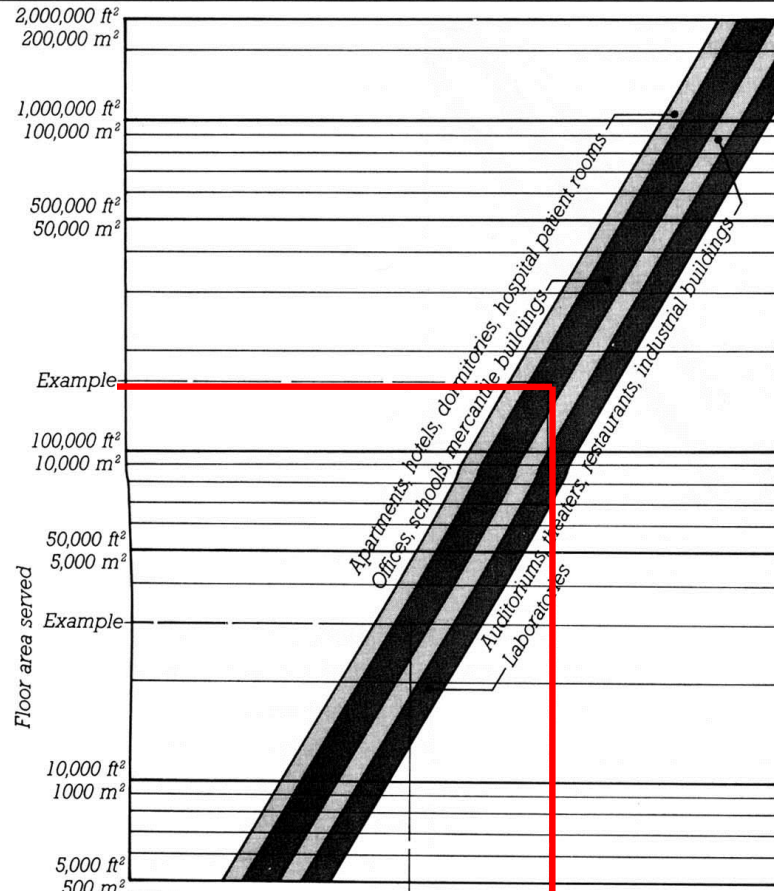 2,000,000 ft²
200,000 m²
1,000,000 ft²
100,000 m²
500,000 ft²
50,000 m²
Example
100,000 ft²
10,000 m²
50,000 ft²
5,000 m²
Example
10,000 ft²
1000 m²
5,000 ft²
500 m²
Floor area served
Apartments, hotels, dormitories, hospital patient rooms
Offices, schools, mercantile buildings
Auditoriums, theaters, restaurants, industrial buildings
Laboratories